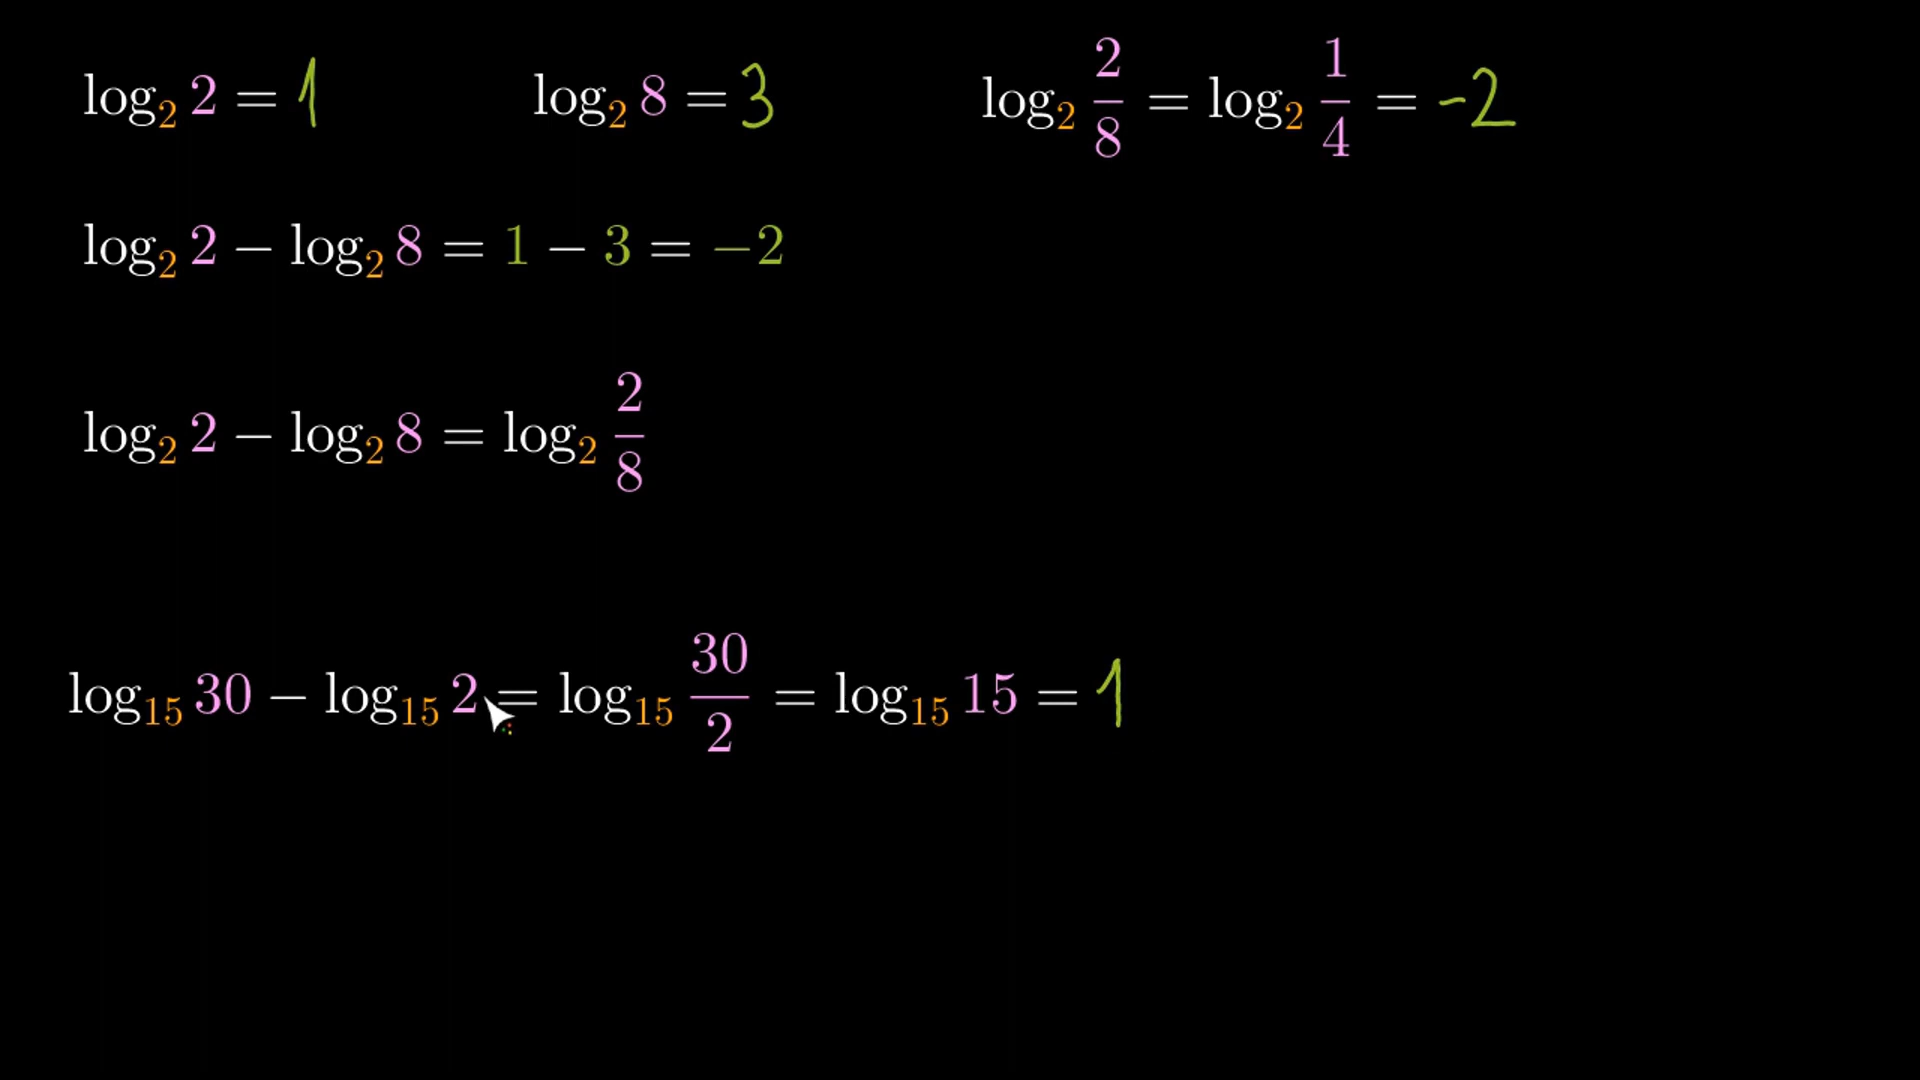 log₂ 2 = 1    log₂ 8 = 3    log₂ 2/8 = log₂ 1/4 = -2
log₂ 2 − log₂ 8 = 1 − 3 = −2
log₂ 2 − log₂ 8 = log₂ 2/8
log₁₅ 30 − log₁₅ 2 = log₁₅ 30/2 = log₁₅ 15 = 1